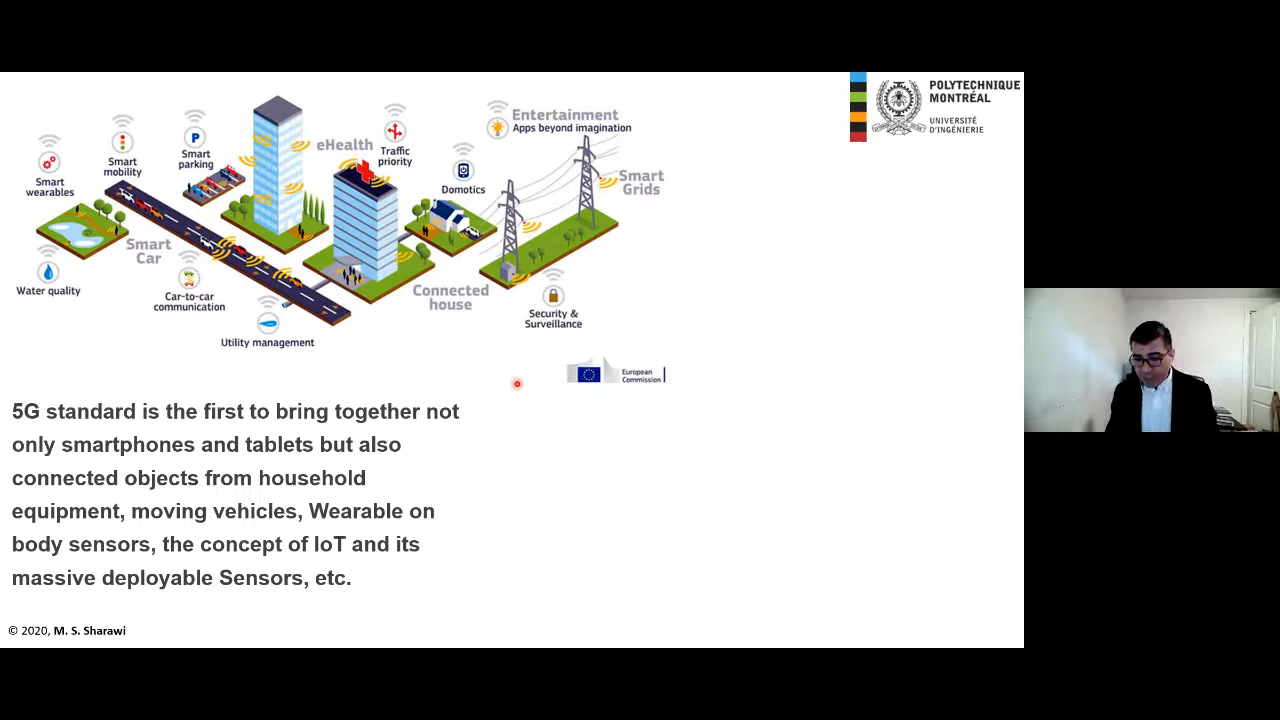 POLYTECHNIQUE
MONTRÉAL
UNIVERSITÉ
D'INGÉNIERIE
Entertainment
Apps beyond imagination
eHealth
Traffic
priority
Smart
parking
Smart
mobility
Smart
wearables
P
Domotics
Smart
Grids
Smart
Car
Water quality
Car-to-car
communication
Connected
house
Security &
Surveillance
Utility management
European
Commission
5G standard is the first to bring together not
only smartphones and tablets but also
connected objects from household
equipment, moving vehicles, Wearable on
body sensors, the concept of IoT and its
massive deployable Sensors, etc.
© 2020, M. S. Sharawi